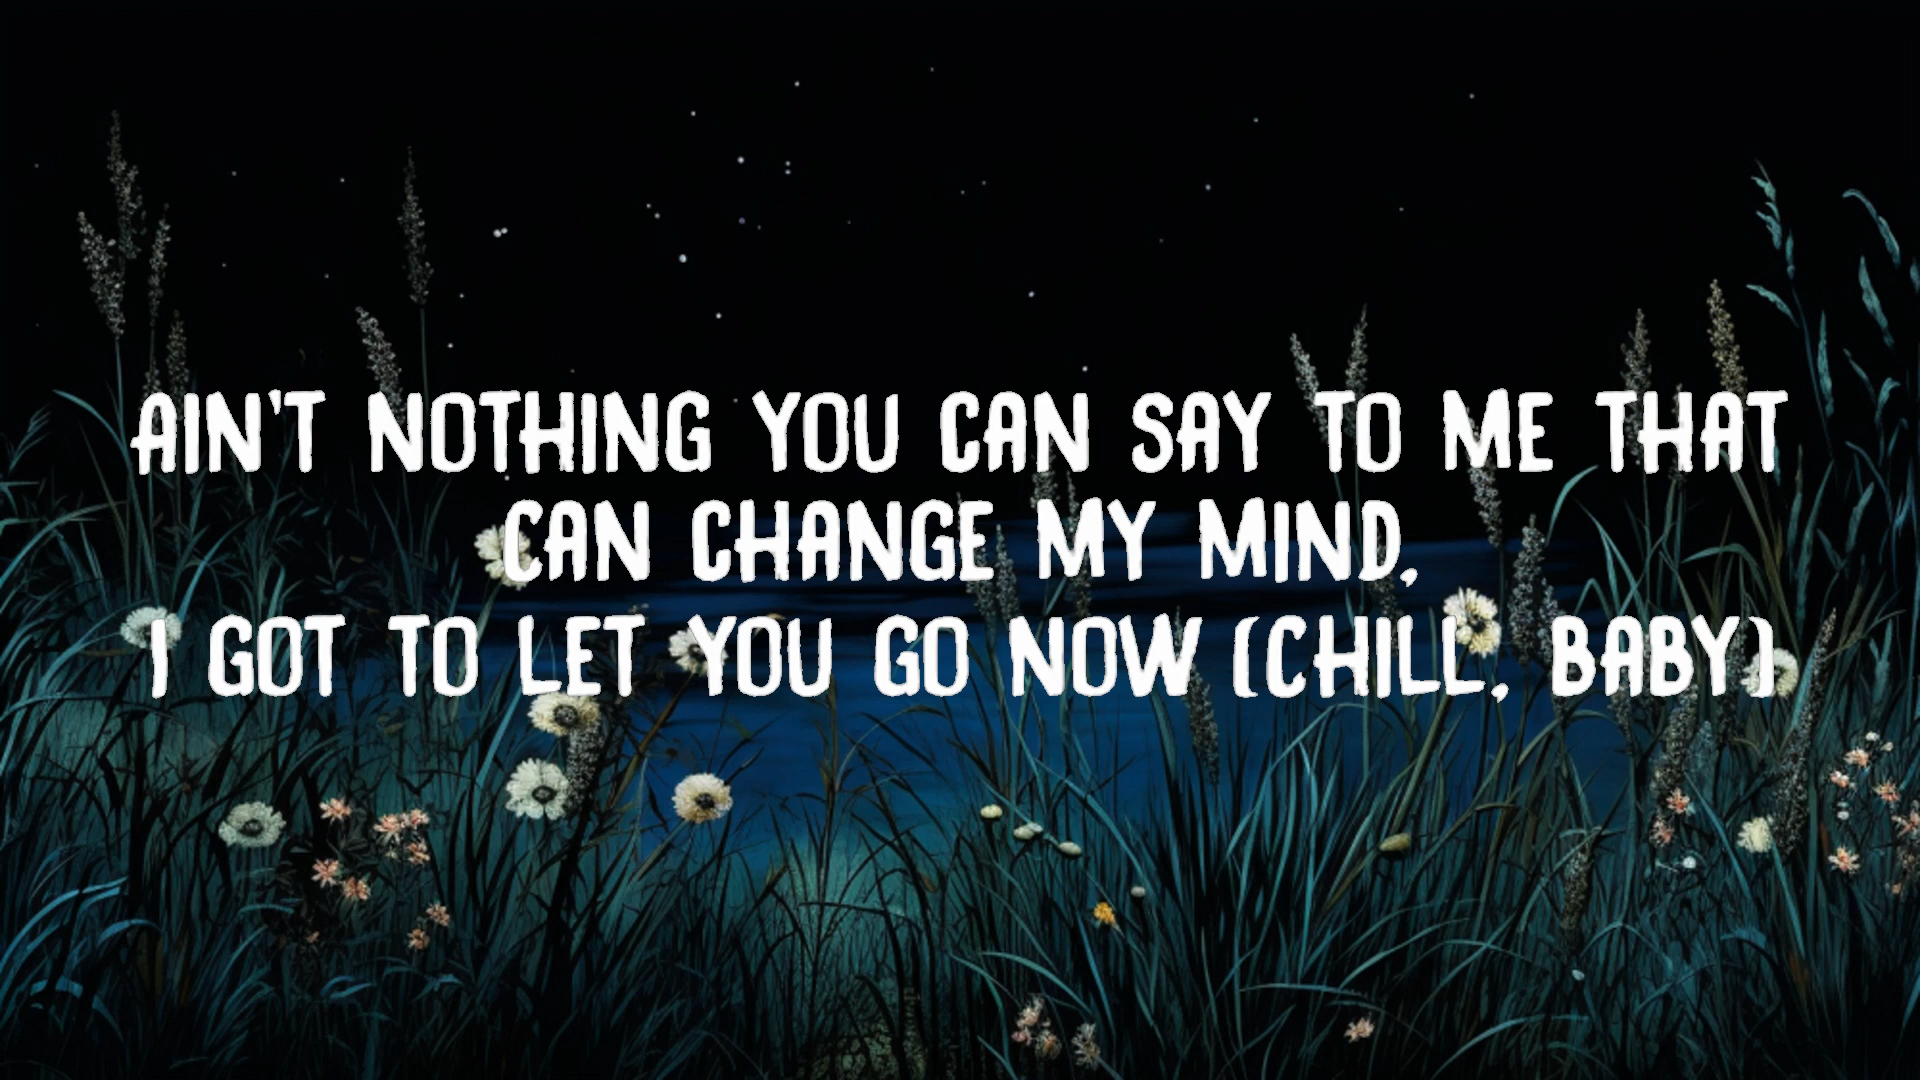 AIN'T NOTHING YOU CAN SAY TO ME THAT
CAN CHANGE MY MIND,
I GOT TO LET YOU GO NOW (CHILL, BABY)